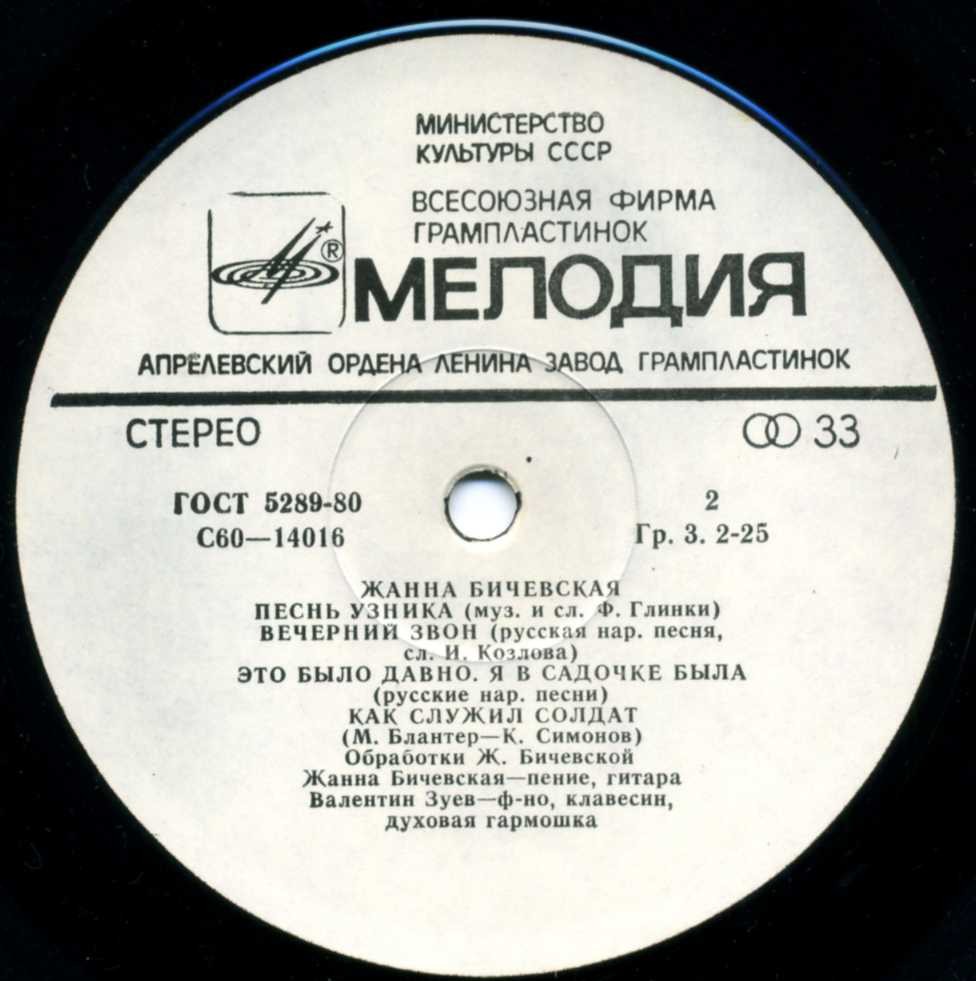 МИНИСТЕРСТВО
КУЛЬТУРЫ СССР
ВСЕСОЮЗНАЯ ФИРМА
ГРАМПЛАСТИНОК
®
МЕЛОДИЯ
АПРЕЛЕВСКИЙ ОРДЕНА ЛЕНИНА ЗАВОД ГРАМПЛАСТИНОК
СТЕРЕО
33
ГОСТ 5289-80
2
С60—14016
Гр. 3. 2-25
ЖАННА БИЧЕВСКАЯ
ПЕСНЬ УЗНИКА (муз. и сл. Ф. Глинки)
ВЕЧЕРНИЙ ЗВОН (русская нар. песня,
сл. И. Козлова)
ЭТО БЫЛО ДАВНО. Я В САДОЧКЕ БЫЛА
(русские нар. песни)
КАК СЛУЖИЛ СОЛДАТ
(М. Блантер—К. Симонов)
Обработки Ж. Бичевской
Жанна Бичевская—пение, гитара
Валентин Зуев—ф-но, клавесин,
духовая гармошка